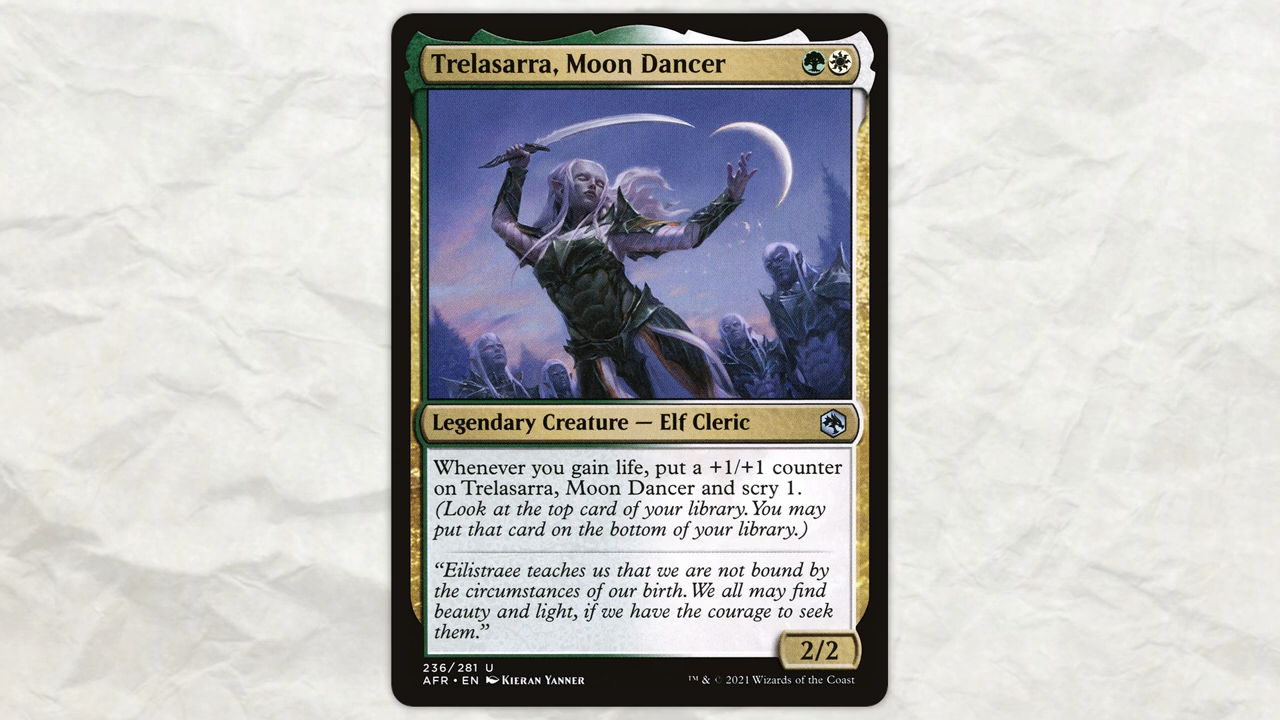 Trelasarra, Moon Dancer
Legendary Creature — Elf Cleric
Whenever you gain life, put a +1/+1 counter
on Trelasarra, Moon Dancer and scry 1.
(Look at the top card of your library. You may
put that card on the bottom of your library.)
“Eilistraee teaches us that we are not bound by
the circumstances of our birth. We all may find
beauty and light, if we have the courage to seek
them.”
2/2
236/281 U
AFR • EN Kieran Yanner
™ & © 2021 Wizards of the Coast